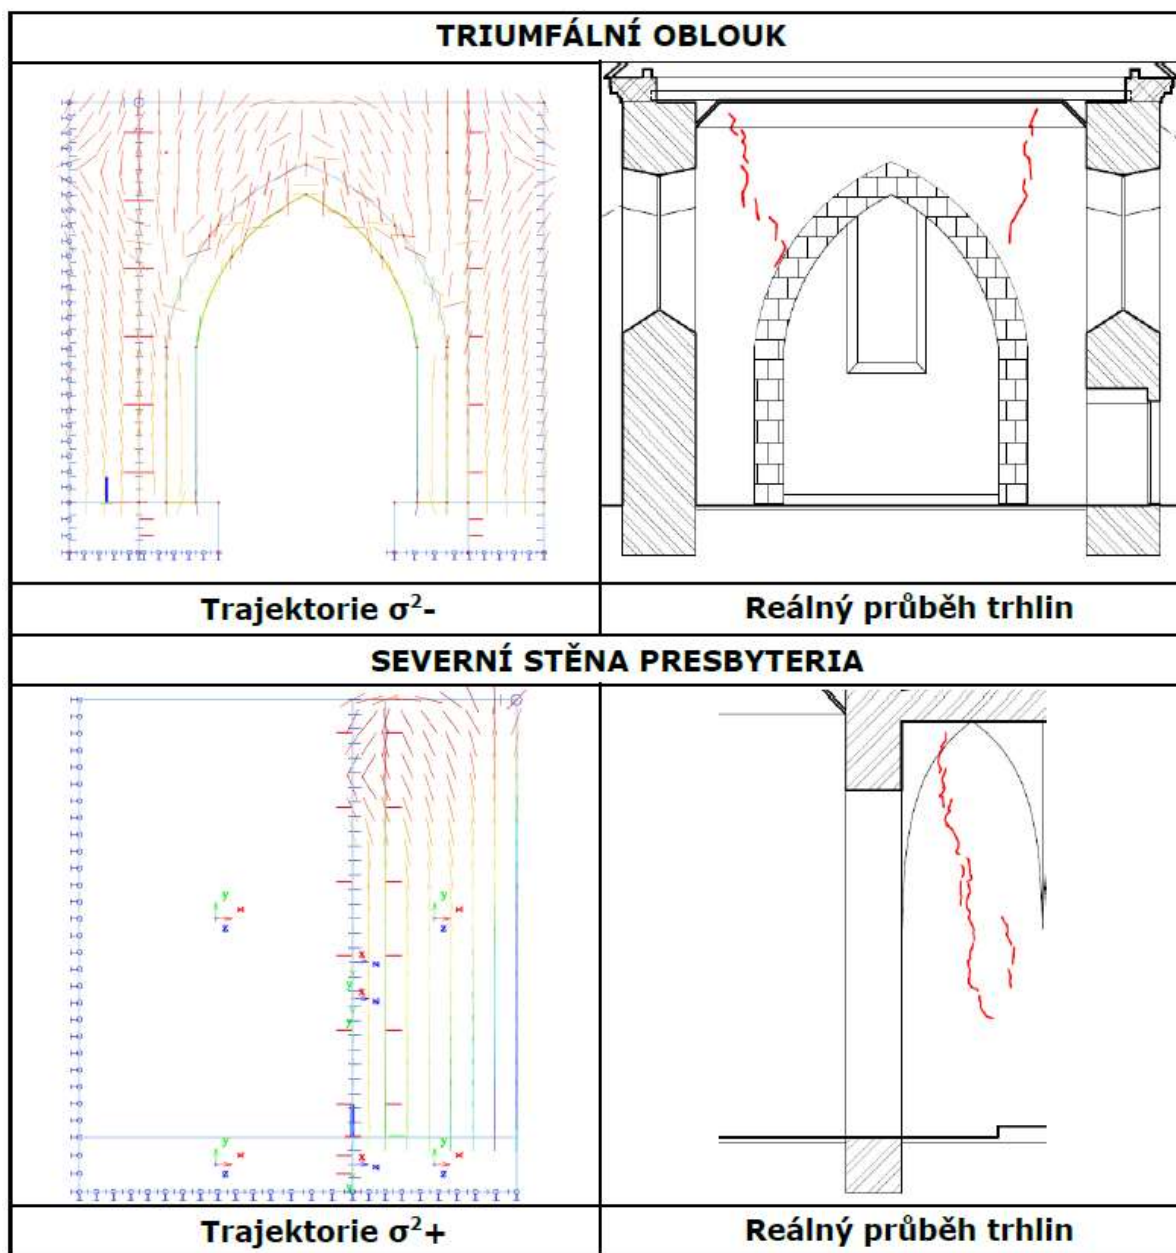 TRIUMFÁLNÍ OBLOUK
Trajektorie σ²-
Reálný průběh trhlin
SEVERNÍ STĚNA PRESBYTERIA
y
x
z
y
x
z
x
z
y
x
z
y
y
x
z
x
z
y
y
x
z
Trajektorie σ²+
Reálný průběh trhlin